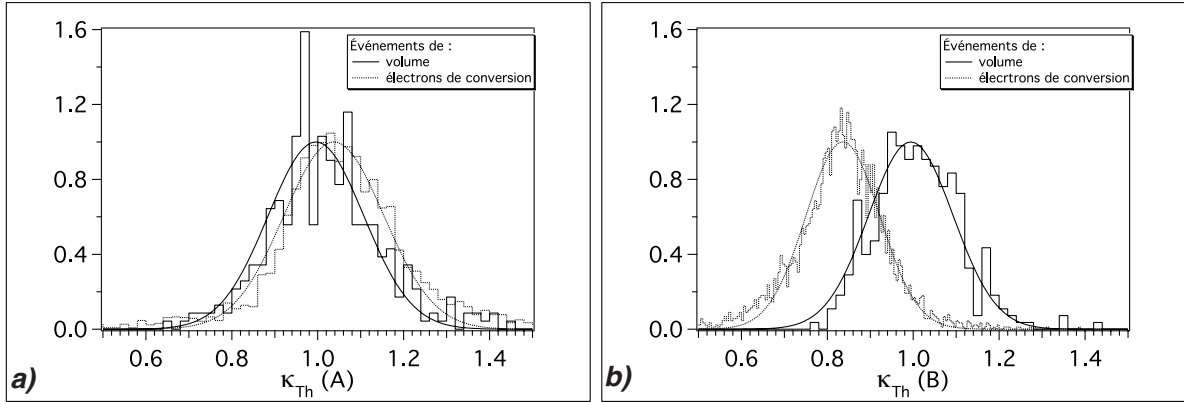 1.6
1.2
0.8
0.4
0.0
Événements de :
volume
électrons de conversion
0.6 0.8 1.0 1.2 1.4
a)
κTh (A)
1.6
1.2
0.8
0.4
0.0
Événements de :
volume
élecrtrons de conversion
0.6 0.8 1.0 1.2 1.4
b)
κTh (B)